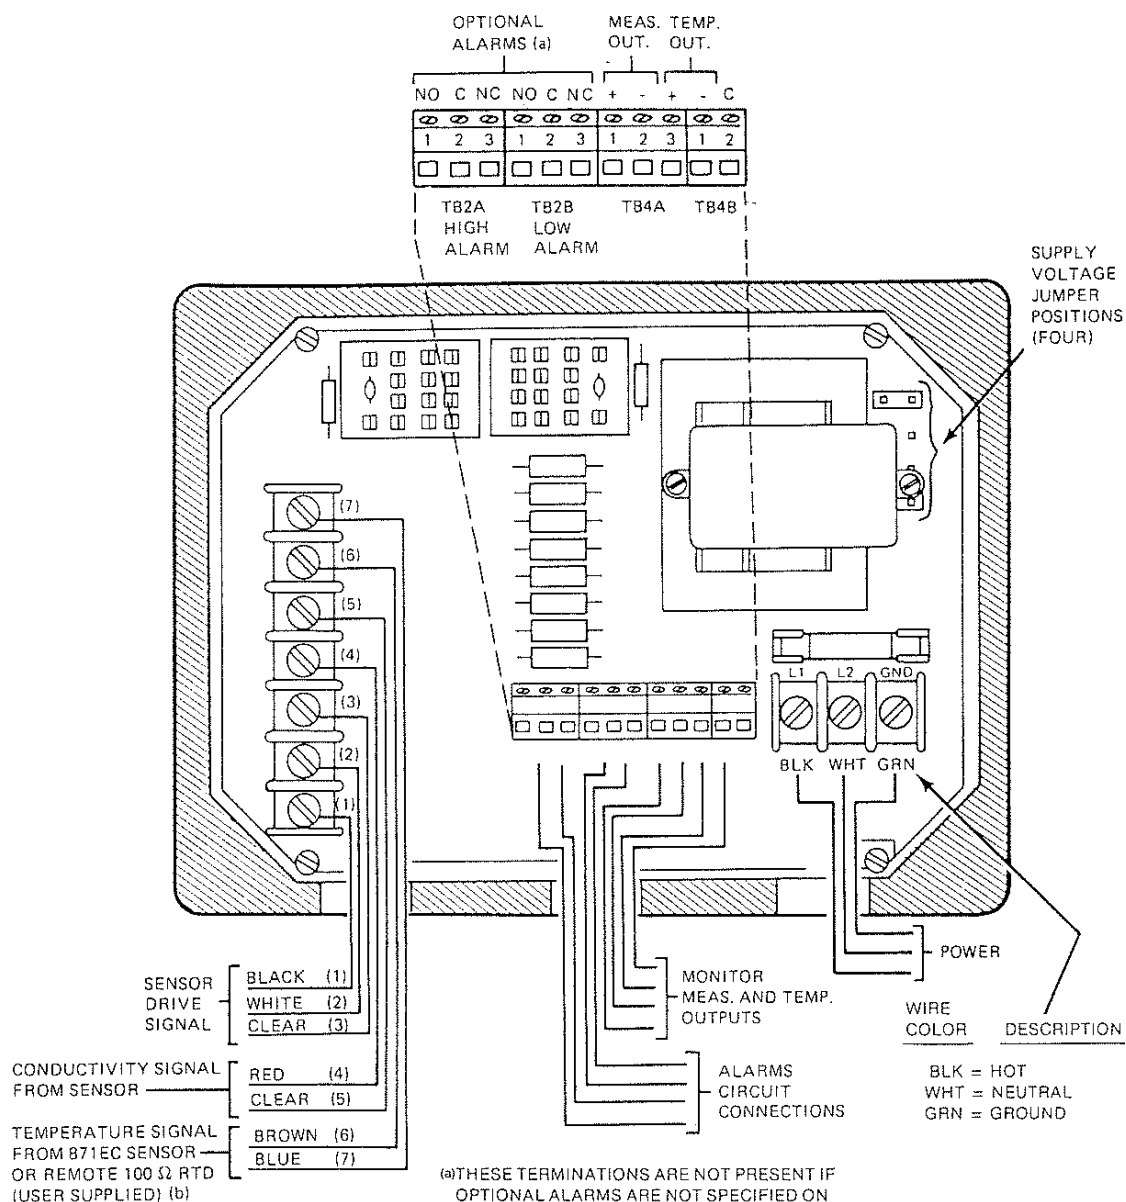 OPTIONAL
ALARMS (a)
MEAS. TEMP.
OUT. OUT.
NO C NC NO C NC + - + - C
1 2 3 1 2 3 1 2 3 1 2
TB2A
HIGH
ALARM
TB2B
LOW
ALARM
TB4A
TB4B
SUPPLY
VOLTAGE
JUMPER
POSITIONS
(FOUR)
(7)
(6)
(5)
(4)
(3)
(2)
(1)
L1 L2 GND
BLK WHT GRN
SENSOR
DRIVE
SIGNAL
BLACK (1)
WHITE (2)
CLEAR (3)
CONDUCTIVITY SIGNAL
FROM SENSOR
RED (4)
CLEAR (5)
TEMPERATURE SIGNAL
FROM 871EC SENSOR
OR REMOTE 100 Ω RTD
(USER SUPPLIED) (b)
BROWN (6)
BLUE (7)
MONITOR
MEAS. AND TEMP.
OUTPUTS
ALARMS
CIRCUIT
CONNECTIONS
POWER
WIRE
COLOR DESCRIPTION
BLK = HOT
WHT = NEUTRAL
GRN = GROUND
(a)THESE TERMINATIONS ARE NOT PRESENT IF
OPTIONAL ALARMS ARE NOT SPECIFIED ON